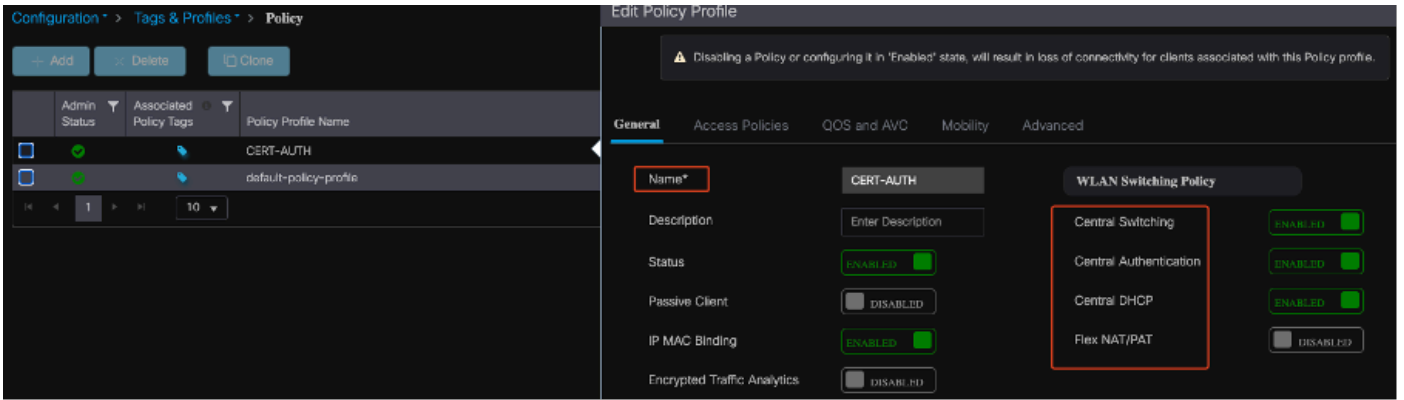 Configuration > Tags & Profiles > Policy
+ Add × Delete Clone
Admin Status Associated Policy Tags Policy Profile Name
CERT-AUTH
default-policy-profile
1 10
Edit Policy Profile
Disabling a Policy or configuring it in 'Enabled' state, will result in loss of connectivity for clients associated with this Policy profile.
General Access Policies QOS and AVC Mobility Advanced
Name* CERT-AUTH WLAN Switching Policy
Description Enter Description Central Switching ENABLED
Status ENABLED Central Authentication ENABLED
Passive Client DISABLED Central DHCP ENABLED
IP MAC Binding ENABLED Flex NAT/PAT DISABLED
Encrypted Traffic Analytics DISABLED